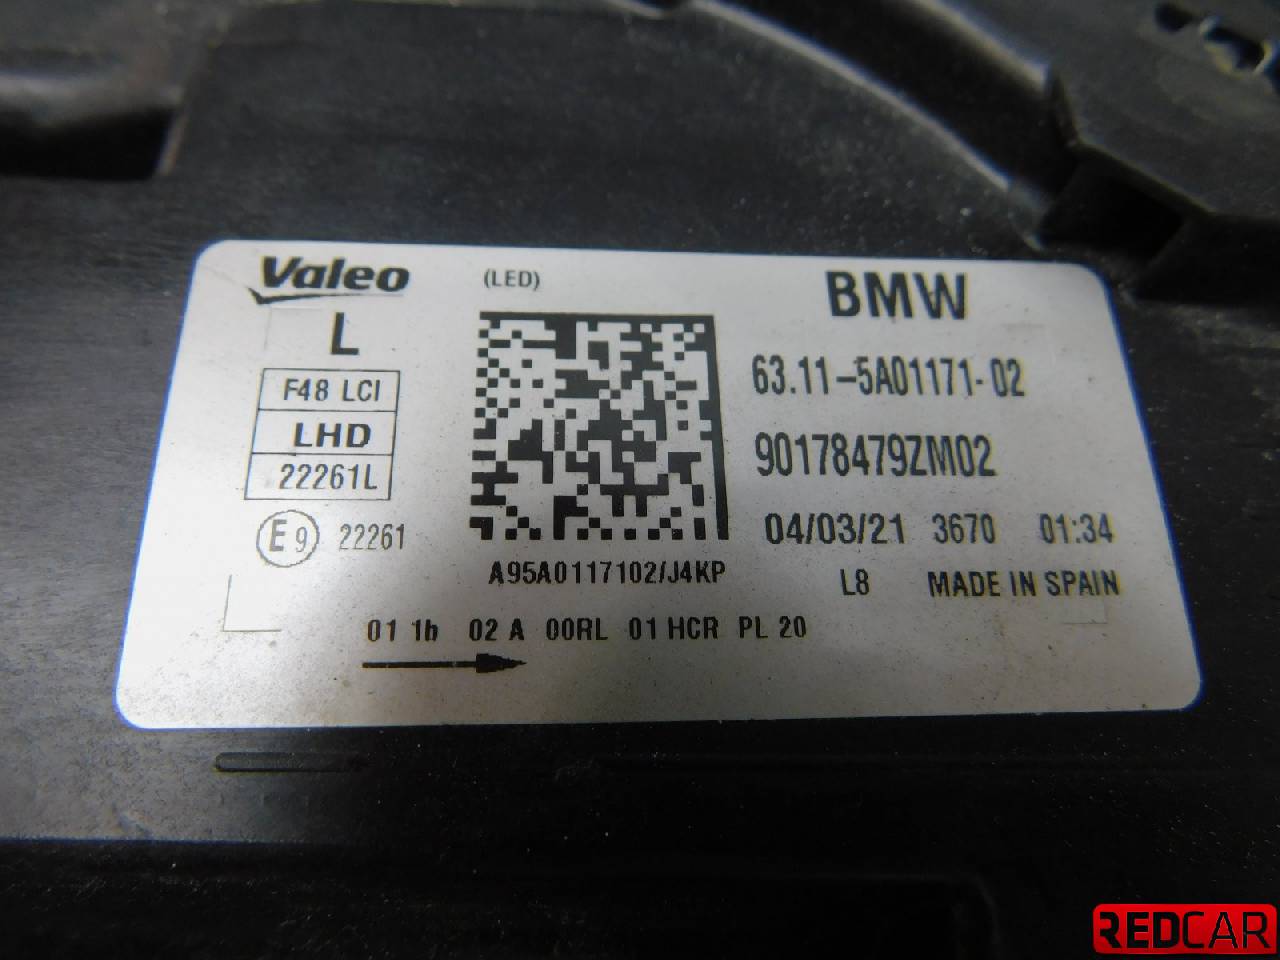 Valeo (LED) BMW
L
F48 LCI
LHD
22261L
E9 22261
63.11-5A01171-02
90178479ZM02
04/03/21 3670 01:34
L8 MADE IN SPAIN
A95A0117102/J4KP
01 1b 02 A 00RL 01 HCR PL 20
REDCAR